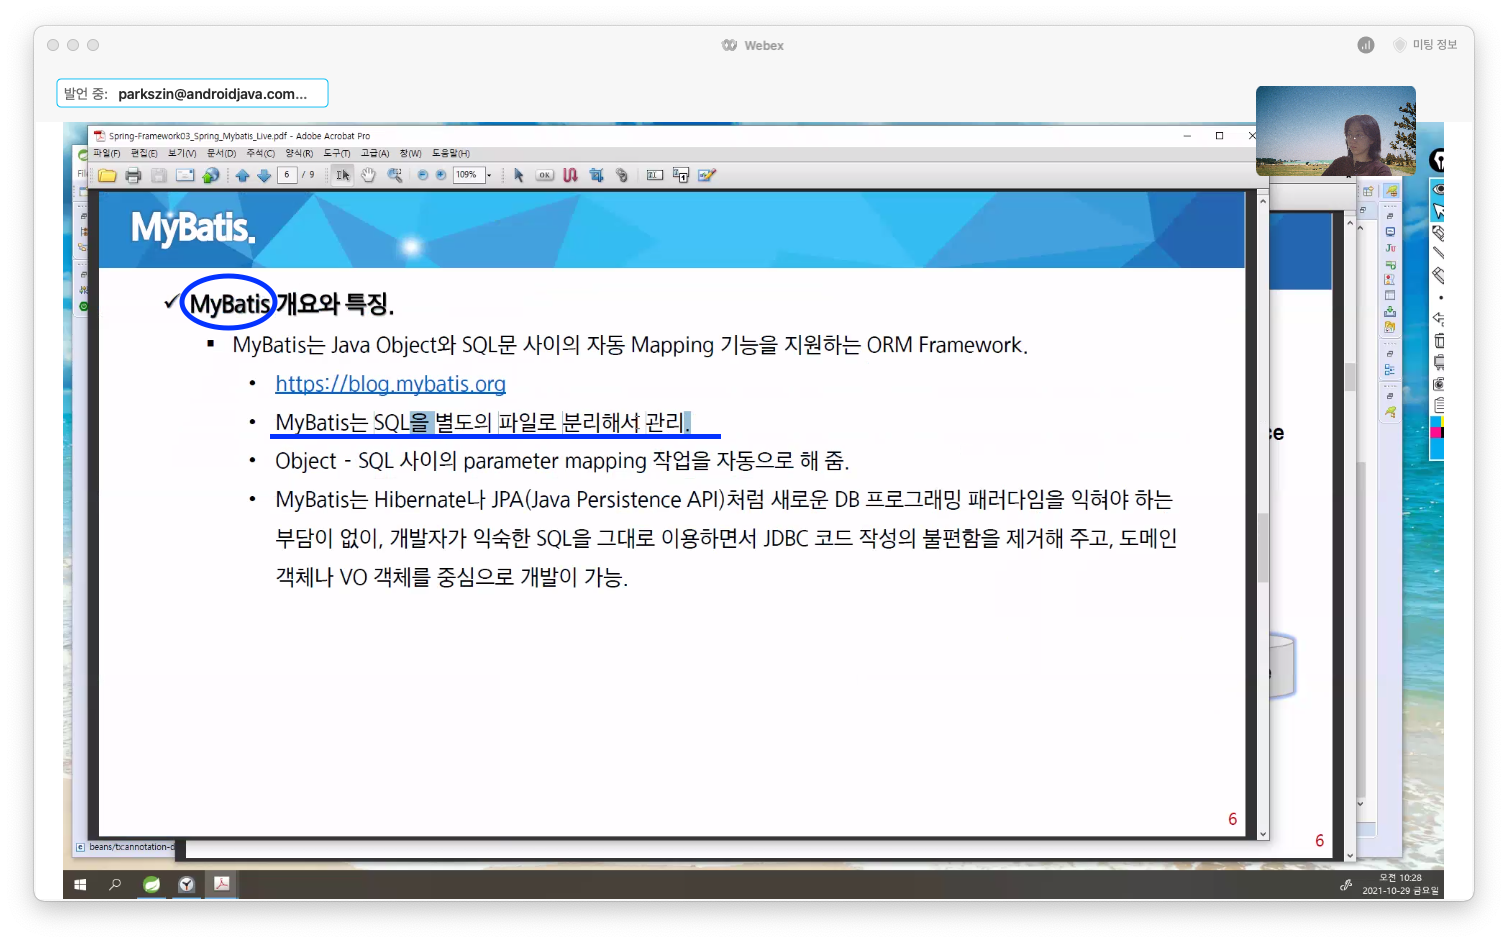 Webex
미팅 정보
발언 중: parkszin@androidjava.com...
Spring-Framework03_Spring_Mybatis_Live.pdf - Adobe Acrobat Pro
파일(F) 편집(E) 보기(V) 문서(D) 주석(C) 양식(R) 도구(T) 고급(A) 창(W) 도움말(H)
6 / 9 OK 109%
MyBatis.
✓ MyBatis 개요와 특징.
▪ MyBatis는 Java Object와 SQL문 사이의 자동 Mapping 기능을 지원하는 ORM Framework.
• https://blog.mybatis.org
• MyBatis는 SQL을 별도의 파일로 분리해서 관리.
• Object - SQL 사이의 parameter mapping 작업을 자동으로 해 줌.
• MyBatis는 Hibernate나 JPA(Java Persistence API)처럼 새로운 DB 프로그래밍 패러다임을 익혀야 하는
부담이 없이, 개발자가 익숙한 SQL을 그대로 이용하면서 JDBC 코드 작성의 불편함을 제거해 주고, 도메인
객체나 VO 객체를 중심으로 개발이 가능.
6
6
beans/txannotation-d
오전 10:28
2021-10-29 금요일